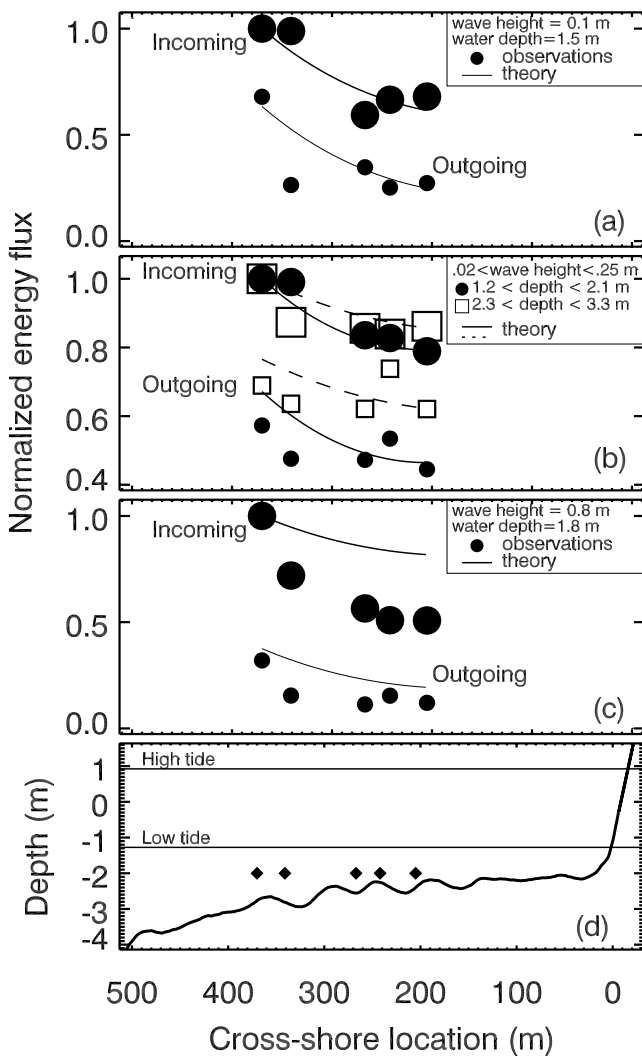 Normalized energy flux
1.0
0.5
0.0
Incoming
Outgoing
wave height = 0.1 m
water depth=1.5 m
observations
theory
(a)
1.0
0.8
0.6
0.4
Incoming
Outgoing
.02<wave height<.25 m
1.2 < depth < 2.1 m
2.3 < depth < 3.3 m
theory
(b)
1.0
0.5
0.0
Incoming
Outgoing
wave height = 0.8 m
water depth=1.8 m
observations
theory
(c)
Depth (m)
1
0
-1
-2
-3
-4
High tide
Low tide
(d)
500 400 300 200 100 0
Cross-shore location (m)